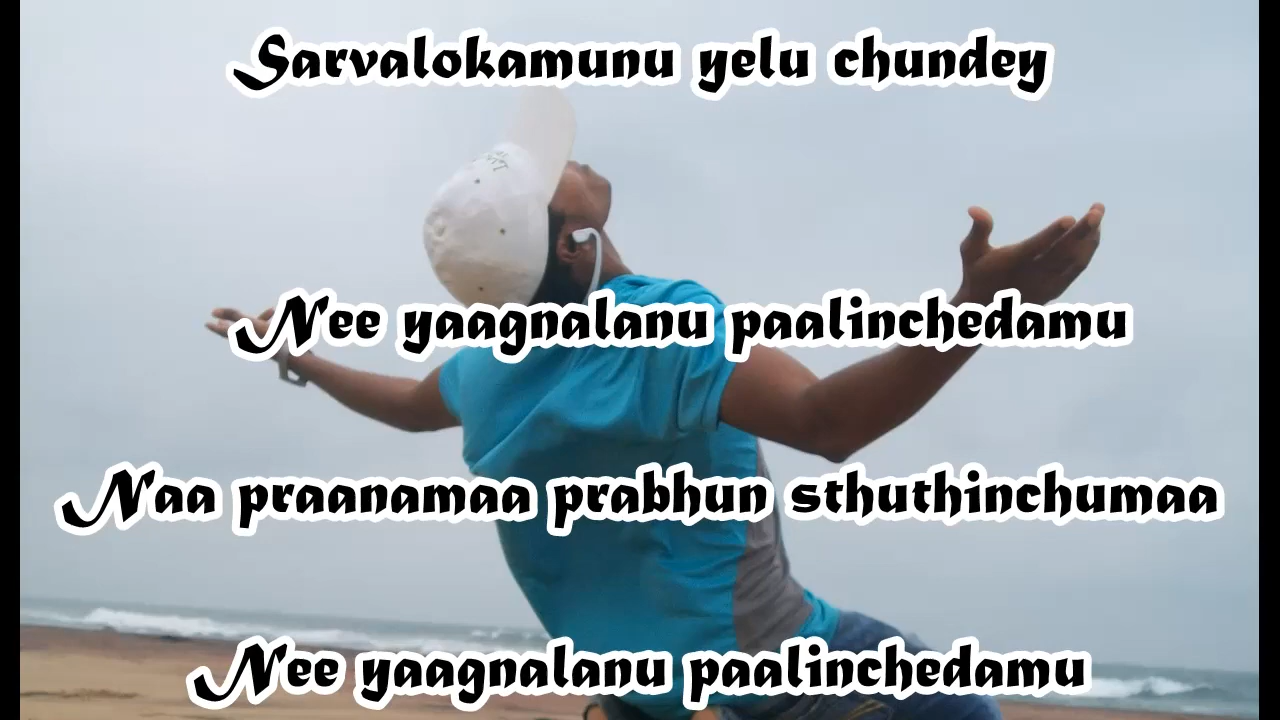 Sarvalokamunu yelu chundey
Nee yaagnalanu paalinchedamu
Naa praanamaa prabhun sthuthinchumaa
Nee yaagnalanu paalinchedamu